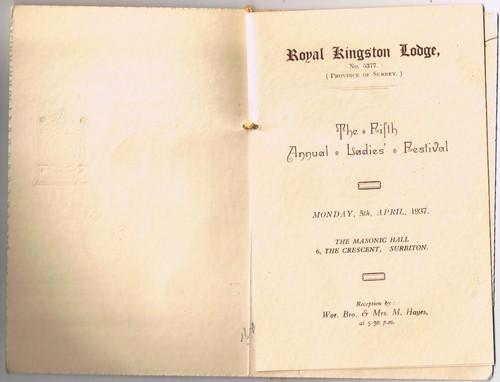 Royal Kingston Lodge,
No. 5377.
( Province of Surrey. )
The * Fifth
Annual * Ladies' * Festival
MONDAY, 5th, APRIL, 1937.
THE MASONIC HALL
6, THE CRESCENT, SURBITON.
Reception by :
Wor. Bro. & Mrs. M. Hayes,
at 5-30 p.m.